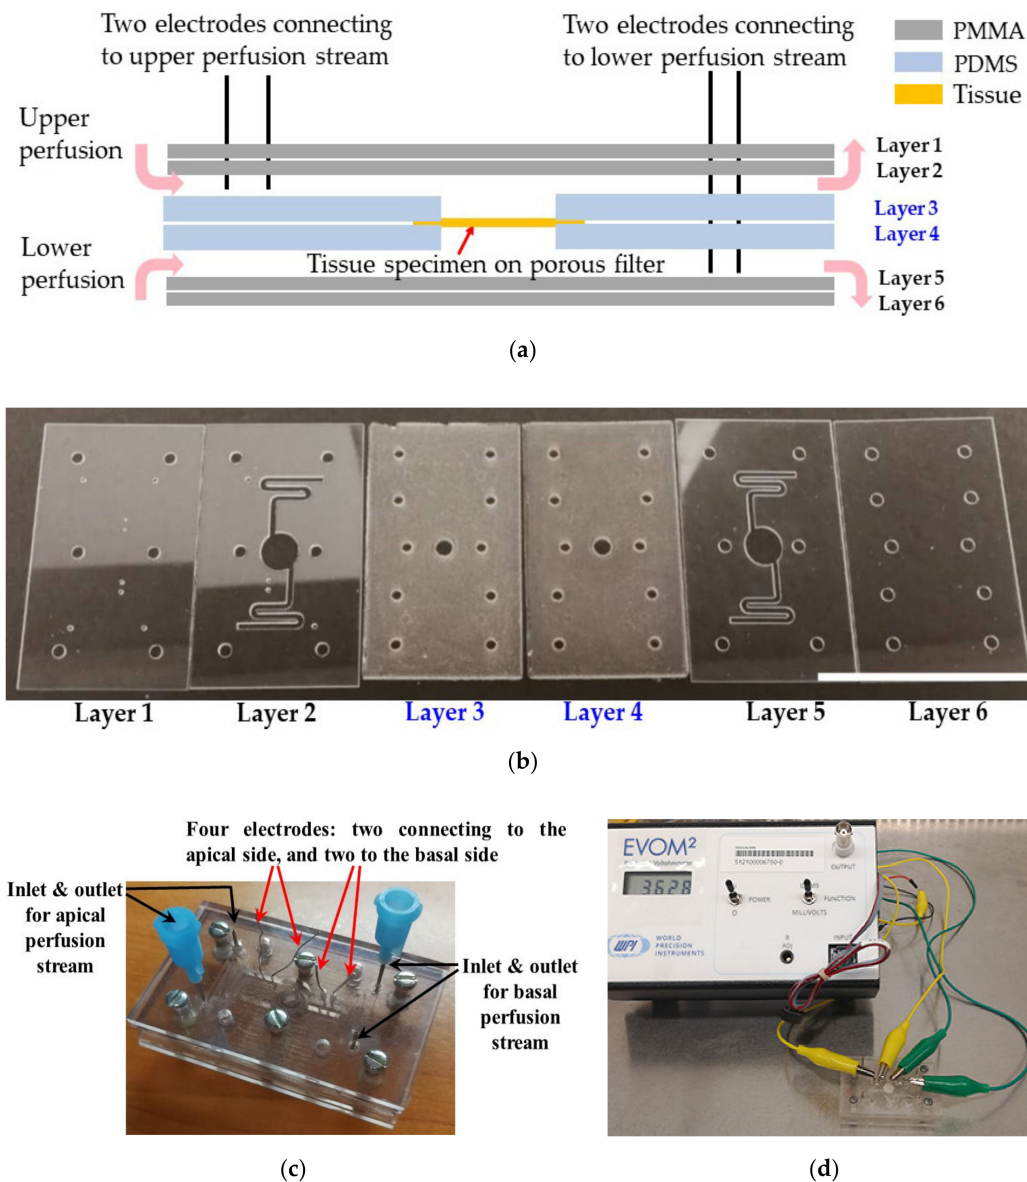 Two electrodes connecting
to upper perfusion stream
Two electrodes connecting
to lower perfusion stream
PMMA
PDMS
Tissue
Upper
perfusion
Layer 1
Layer 2
Layer 3
Layer 4
Lower
perfusion
Tissue specimen on porous filter
Layer 5
Layer 6
(a)
Layer 1
Layer 2
Layer 3
Layer 4
Layer 5
Layer 6
(b)
Four electrodes: two connecting to the
apical side, and two to the basal side
Inlet & outlet
for apical
perfusion
stream
Inlet & outlet
for basal
perfusion
stream
(c)
EVOM²
3628
512100006750-0
OUTPUT
POWER
O
FUNCTION
MILLIVOLTS
R
ADJ
INPUT
WPI
WORLD
PRECISION
INSTRUMENTS
(d)